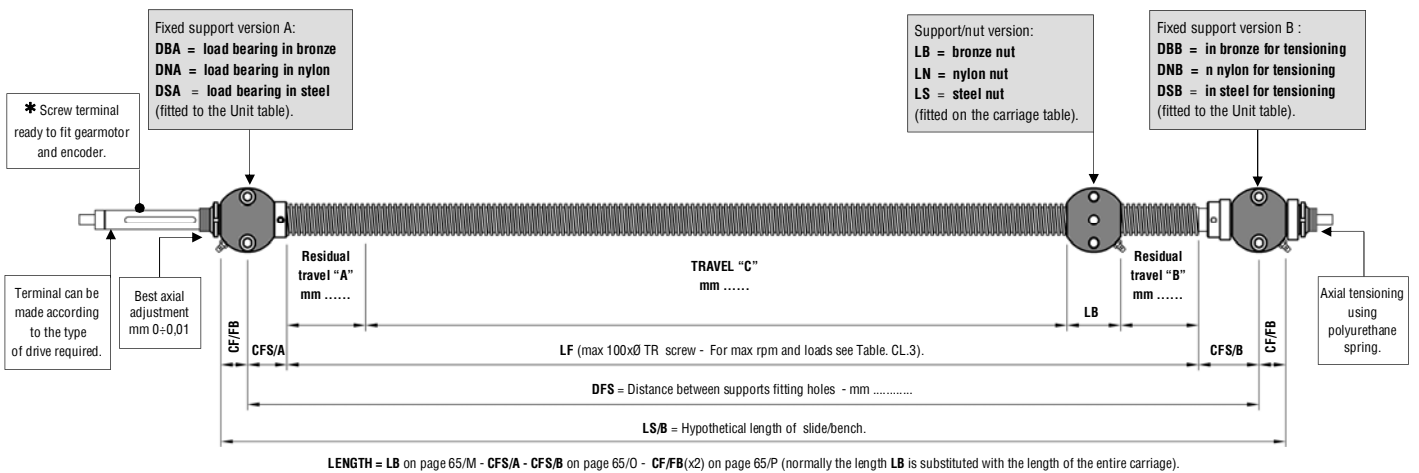 Fixed support version A:
DBA = load bearing in bronze
DNA = load bearing in nylon
DSA = load bearing in steel
(fitted to the Unit table).
Support/nut version:
LB = bronze nut
LN = nylon nut
LS = steel nut
(fitted on the carriage table).
Fixed support version B :
DBB = in bronze for tensioning
DNB = n nylon for tensioning
DSB = in steel for tensioning
(fitted to the Unit table).
* Screw terminal
ready to fit gearmotor
and encoder.
Terminal can be
made according
to the type
of drive required.
Best axial
adjustment
mm 0÷0,01
Residual
travel “A”
mm ......
TRAVEL “C”
mm ......
Residual
travel “B”
mm ......
Axial tensioning
using
polyurethane
spring.
LB
CF/FB
CFS/A
LF (max 100xØ TR screw - For max rpm and loads see Table. CL.3).
CFS/B
CF/FB
DFS = Distance between supports fitting holes - mm ............
LS/B = Hypothetical length of slide/bench.
LENGTH = LB on page 65/M - CFS/A - CFS/B on page 65/O - CF/FB(x2) on page 65/P (normally the length LB is substituted with the length of the entire carriage).